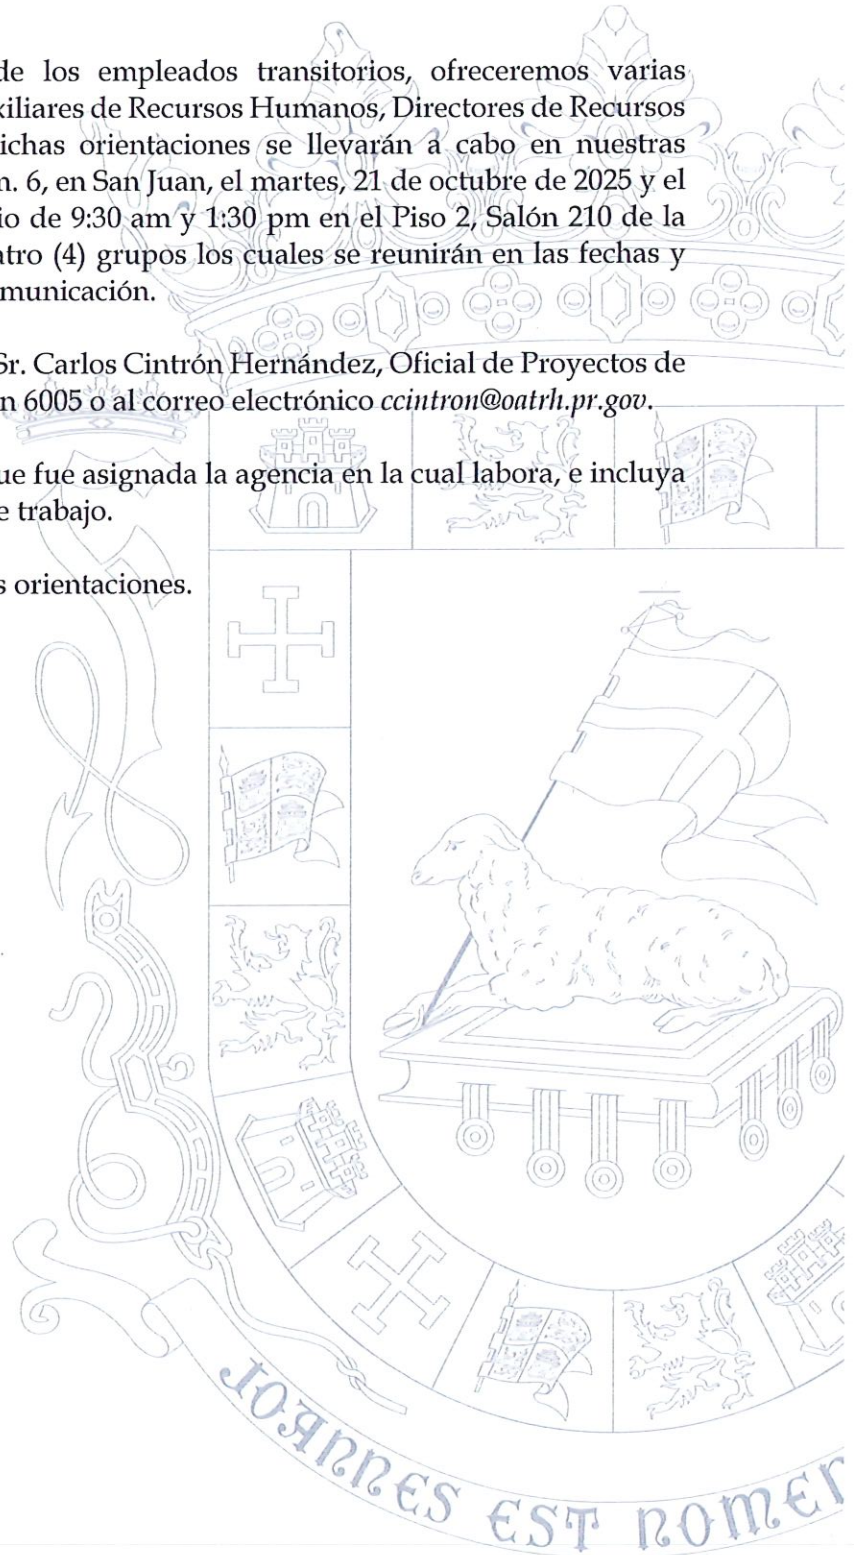 de los empleados transitorios, ofreceremos varias
xiliares de Recursos Humanos, Directores de Recursos
ichas orientaciones se llevarán a cabo en nuestras
n. 6, en San Juan, el martes, 21 de octubre de 2025 y el
io de 9:30 am y 1:30 pm en el Piso 2, Salón 210 de la
atro (4) grupos los cuales se reunirán en las fechas y
municación.
Sr. Carlos Cintrón Hernández, Oficial de Proyectos de
n 6005 o al correo electrónico ccintron@oatrh.pr.gov.
ue fue asignada la agencia en la cual labora, e incluya
e trabajo.
s orientaciones.
JOANNES EST NOMEN